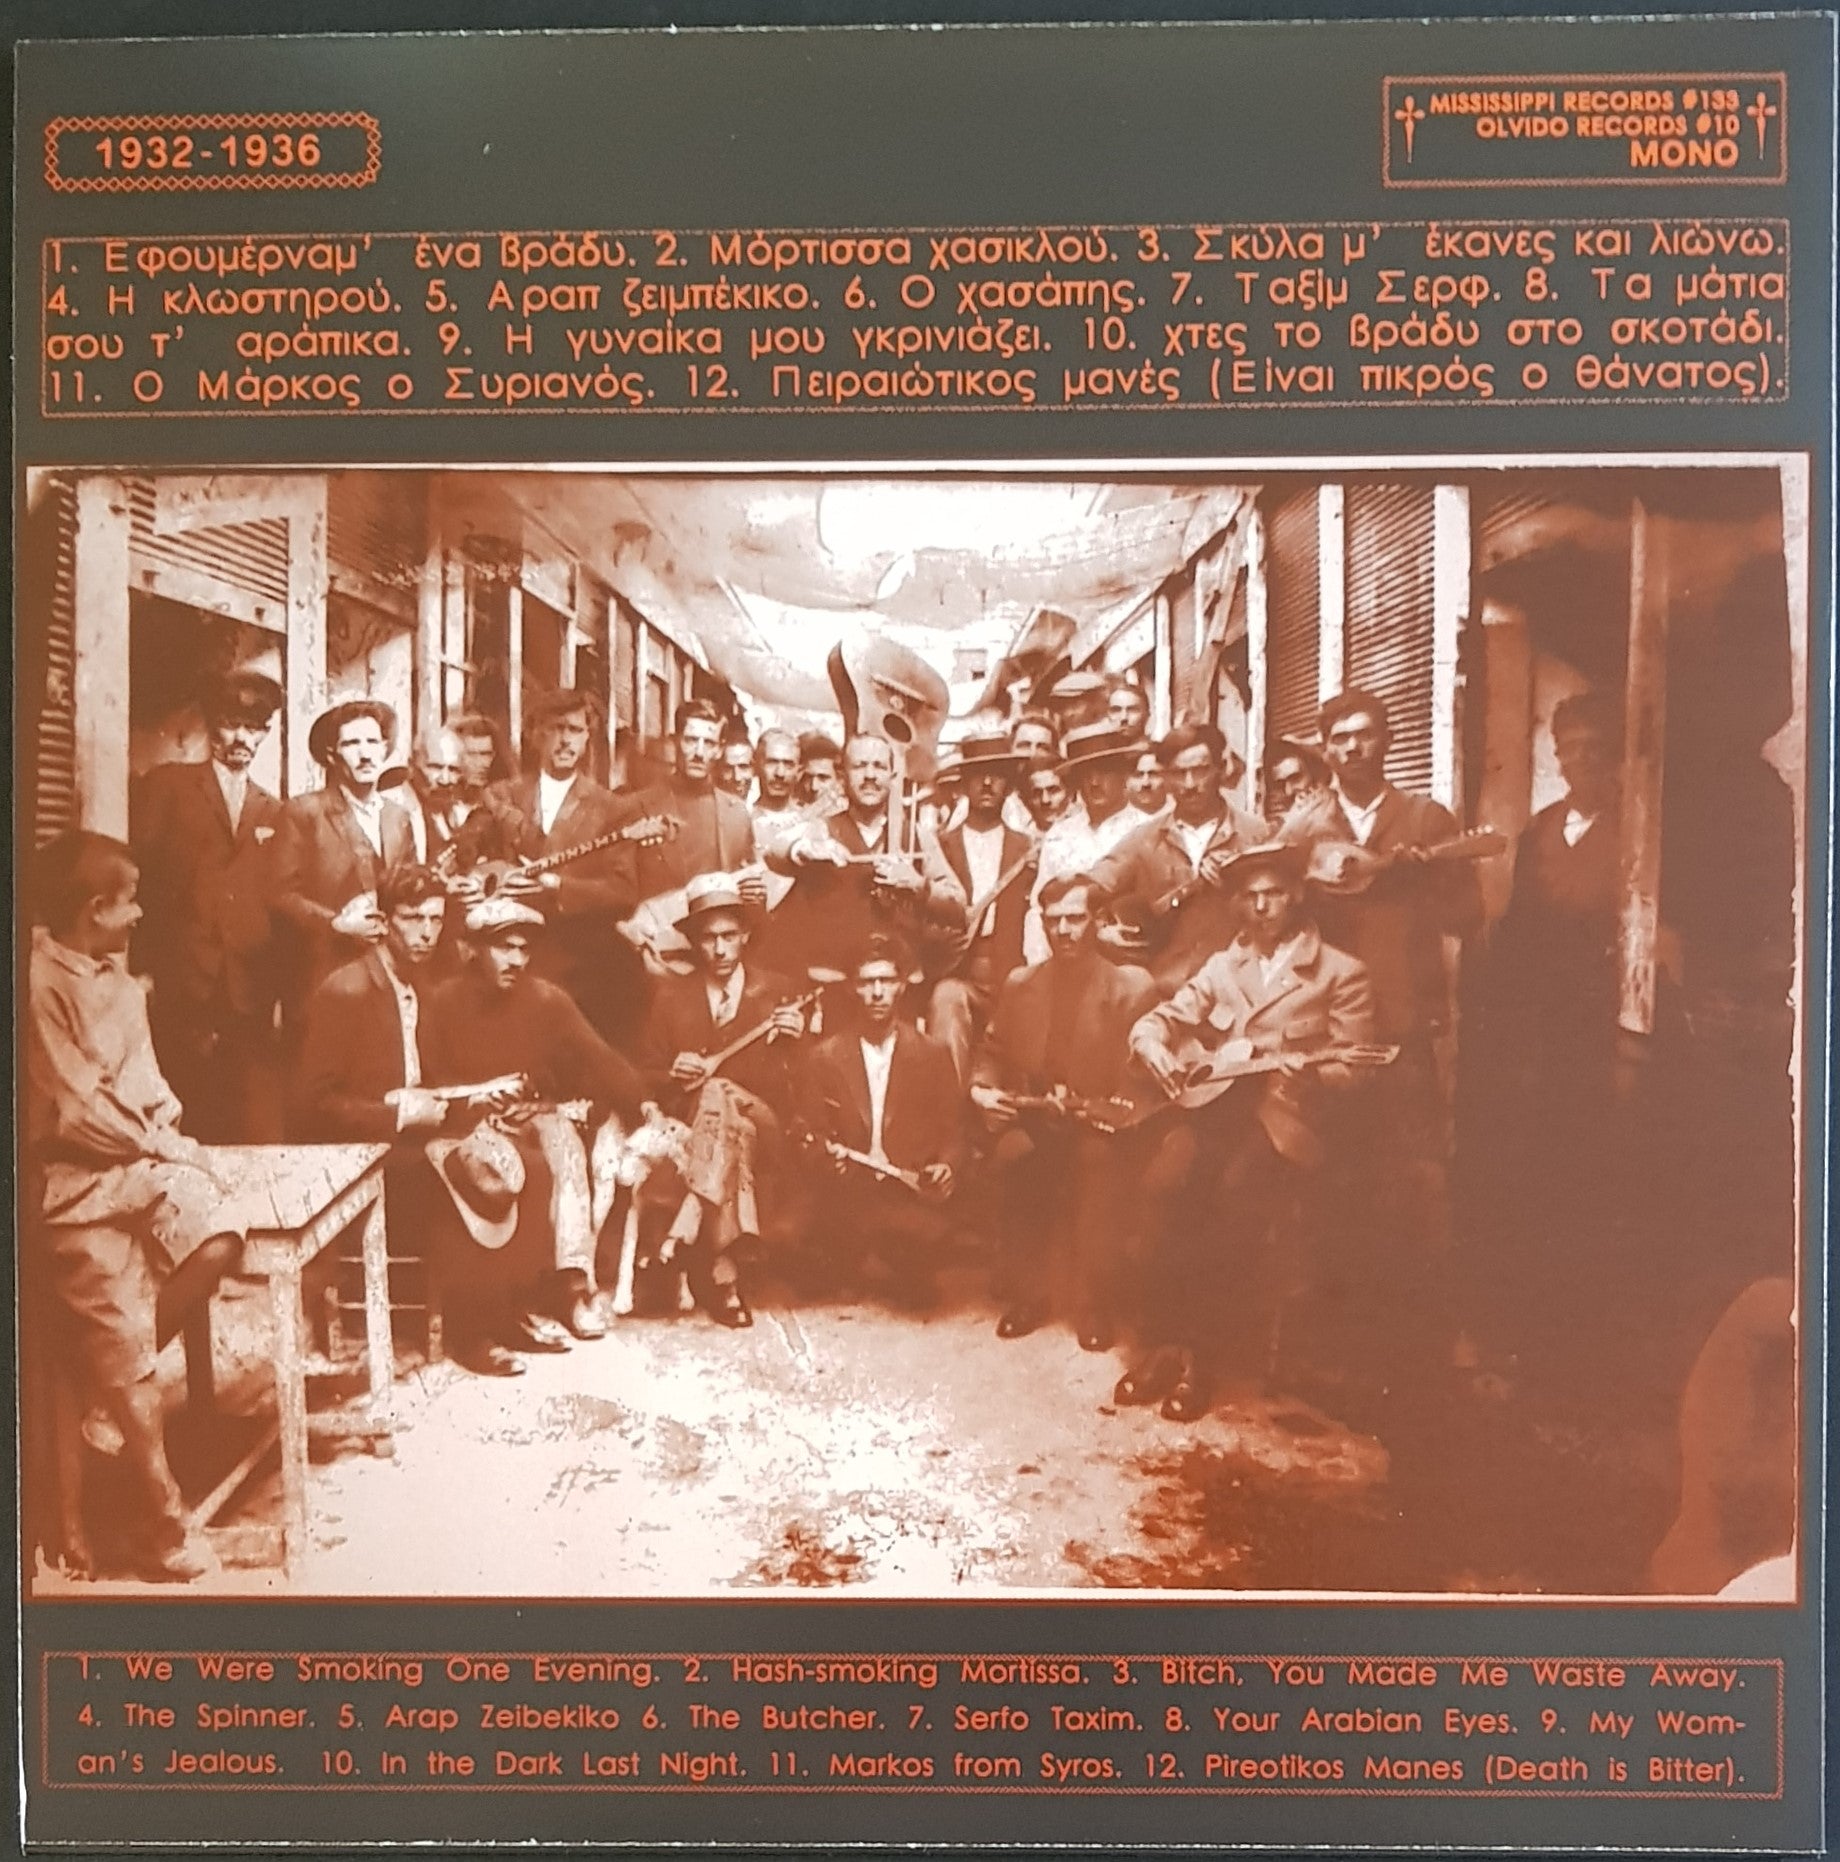 1932-1936
MISSISSIPPI RECORDS #133
OLVIDO RECORDS #10
MONO
1. Εφουμέρναμ' ένα βράδυ. 2. Μόρτισσα χασικλού. 3. Σκύλα μ' έκανες και λιώνω.
4. Η κλωστηρού. 5. Αραπ ζειμπέκικο. 6. Ο χασάπης. 7. Ταξίμ Σερφ. 8. Τα μάτια
σου τ' αράπικα. 9. Η γυναίκα μου γκρινιάζει. 10. χτες το βράδυ στο σκοτάδι.
11. Ο Μάρκος ο Συριανός. 12. Πειραιώτικος μανές (Είναι πικρός ο θάνατος).
1. We Were Smoking One Evening. 2. Hash-smoking Mortissa. 3. Bitch, You Made Me Waste Away.
4. The Spinner. 5. Arap Zeibekiko 6. The Butcher. 7. Serfo Taxim. 8. Your Arabian Eyes. 9. My Wom-
an's Jealous. 10. In the Dark Last Night. 11. Markos from Syros. 12. Pireotikos Manes (Death is Bitter).